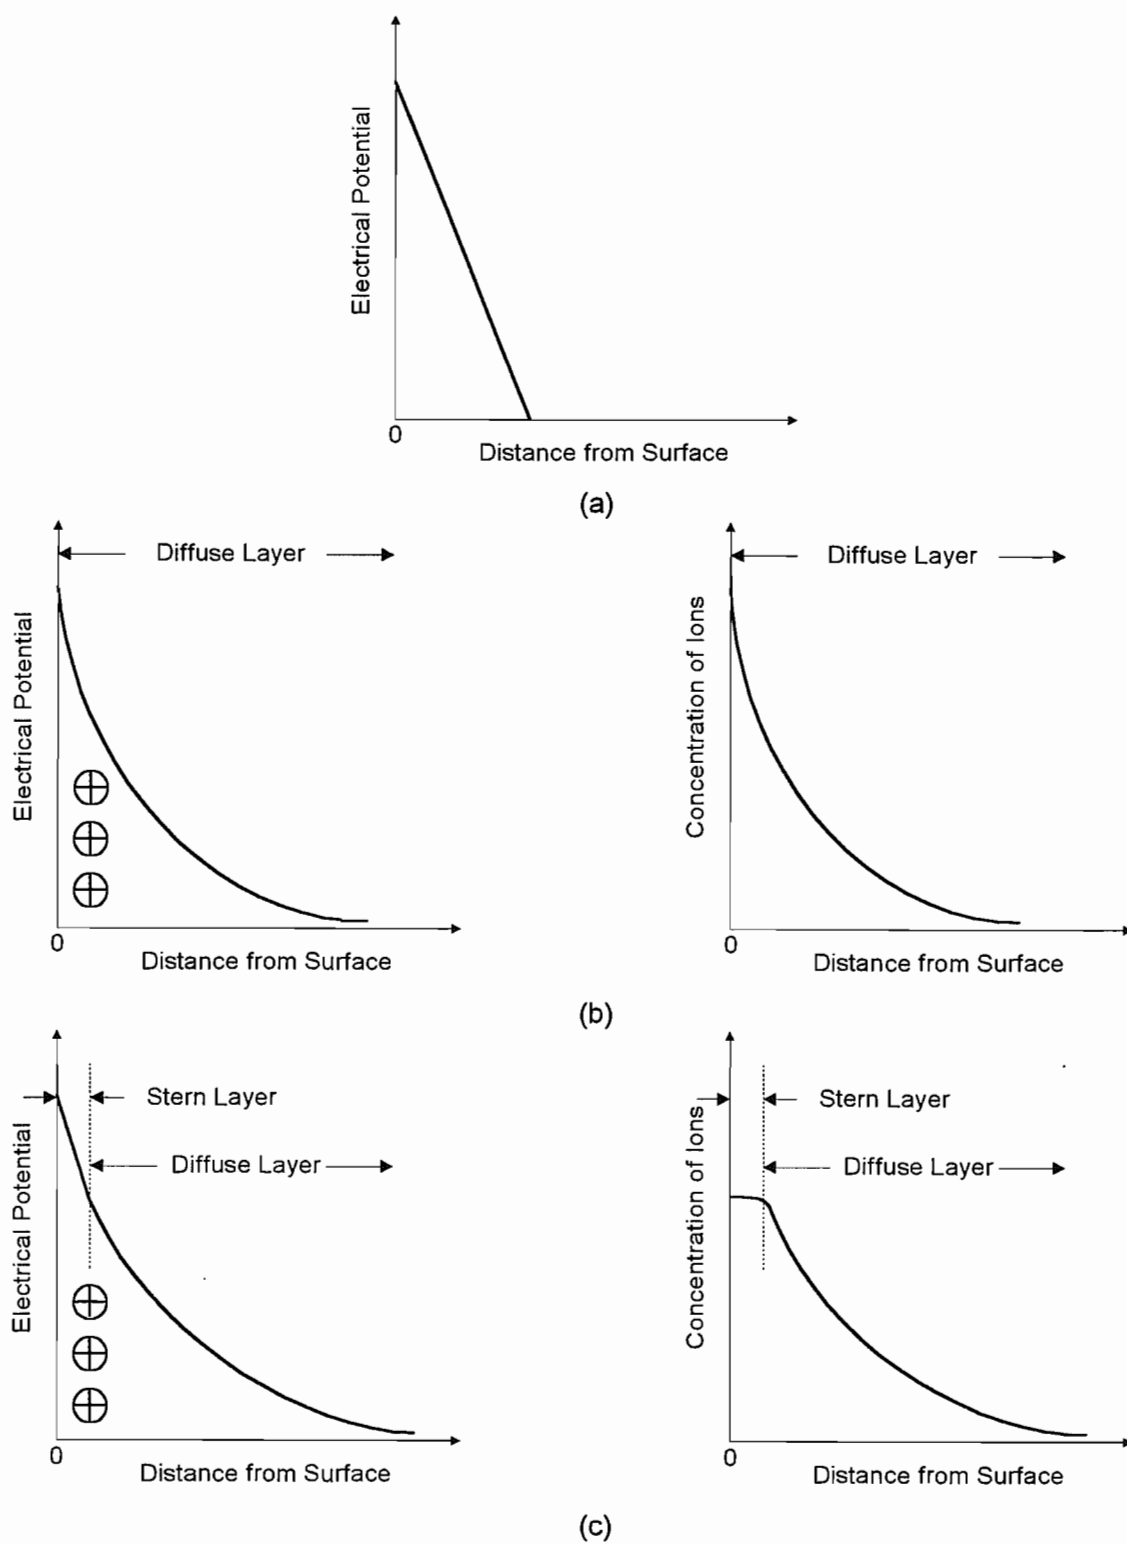 Electrical Potential
0
Distance from Surface
(a)
Diffuse Layer
Electrical Potential
0
Distance from Surface
Diffuse Layer
Concentration of Ions
0
Distance from Surface
(b)
Stern Layer
Diffuse Layer
Electrical Potential
0
Distance from Surface
Stern Layer
Diffuse Layer
Concentration of Ions
0
Distance from Surface
(c)